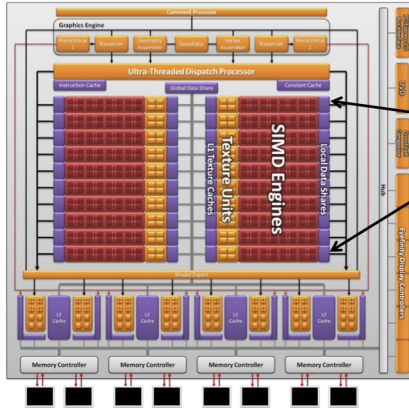 Command Processor
Graphics Engine
Hierarchical
Z
Rasterizer
Geometry
Assembler
Tessellator
Vertex
Assembler
Rasterizer
Hierarchical
Z
Ultra-Threaded Dispatch Processor
Instruction Cache
Constant Cache
Global Data Share
L1 Texture Caches
Texture Units
SIMD Engines
Local Data Shares
Shader Export
L2
Cache
L2
Cache
L2
Cache
L2
Cache
Memory Controller
Memory Controller
Memory Controller
Memory Controller
Hub
UVD
Eyefinity Display Controllers